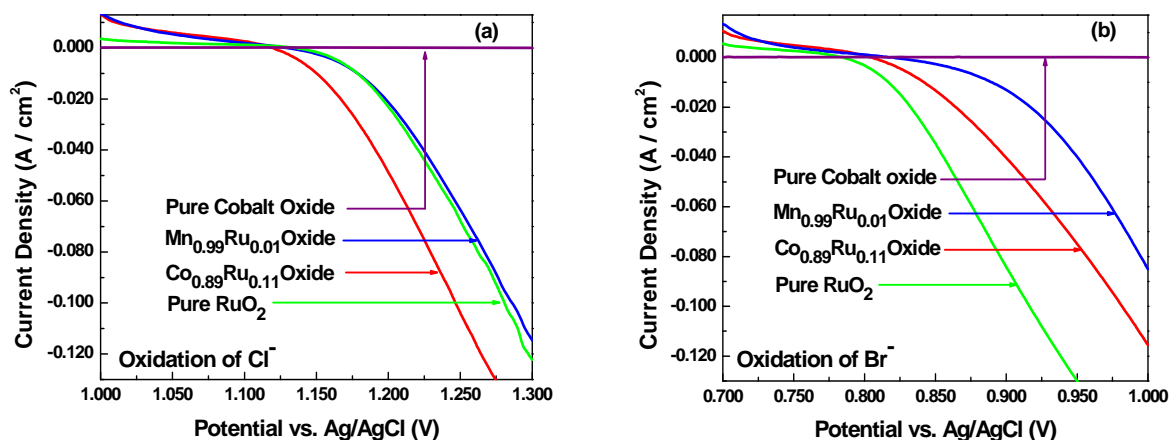 (a)
0.000
-0.020
-0.040
-0.060
-0.080
-0.100
-0.120
Current Density (A / cm²)
Pure Cobalt Oxide
Mn₀.₉₉Ru₀.₀₁Oxide
Co₀.₈₉Ru₀.₁₁Oxide
Pure RuO₂
Oxidation of Cl⁻
1.000 1.050 1.100 1.150 1.200 1.250 1.300
Potential vs. Ag/AgCl (V)
(b)
0.000
-0.020
-0.040
-0.060
-0.080
-0.100
-0.120
Current Density (A / cm²)
Pure Cobalt oxide
Mn₀.₉₉Ru₀.₀₁Oxide
Co₀.₈₉Ru₀.₁₁Oxide
Pure RuO₂
Oxidation of Br⁻
0.700 0.750 0.800 0.850 0.900 0.950 1.000
Potential vs. Ag/AgCl (V)